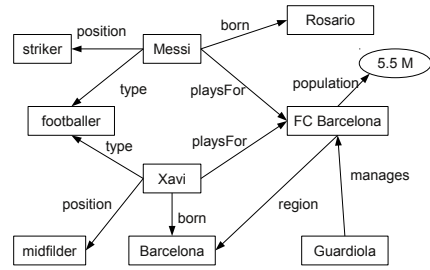 born
Rosario
position
striker
Messi
5.5 M
population
type
playsFor
footballer
FC Barcelona
type
playsFor
Xavi
manages
position
born
region
midfilder
Barcelona
Guardiola